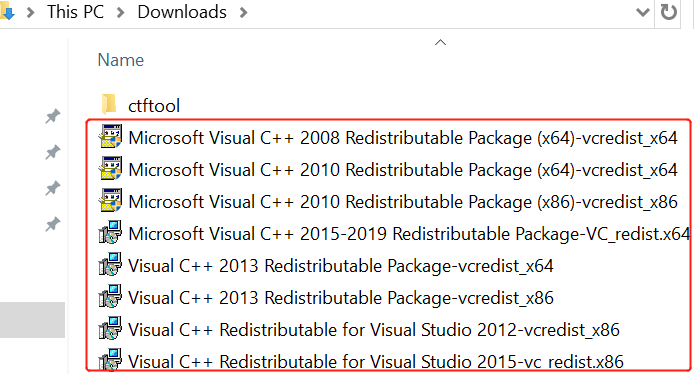 This PC > Downloads >
Name
ctftool
Microsoft Visual C++ 2008 Redistributable Package (x64)-vcredist_x64
Microsoft Visual C++ 2010 Redistributable Package (x64)-vcredist_x64
Microsoft Visual C++ 2010 Redistributable Package (x86)-vcredist_x86
Microsoft Visual C++ 2015-2019 Redistributable Package-VC_redist.x64
Visual C++ 2013 Redistributable Package-vcredist_x64
Visual C++ 2013 Redistributable Package-vcredist_x86
Visual C++ Redistributable for Visual Studio 2012-vcredist_x86
Visual C++ Redistributable for Visual Studio 2015-vc_redist.x86